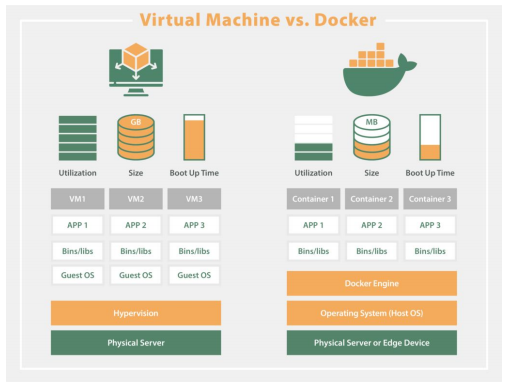 Virtual Machine vs. Docker
GB
Utilization Size Boot Up Time
VM1 VM2 VM3
APP 1 APP 2 APP 3
Bins/libs Bins/libs Bins/libs
Guest OS Guest OS Guest OS
Hypervision
Physical Server
MB
Utilization Size Boot Up Time
Container 1 Container 2 Container 3
APP 1 APP 2 APP 3
Bins/libs Bins/libs Bins/libs
Docker Engine
Operating System (Host OS)
Physical Server or Edge Device